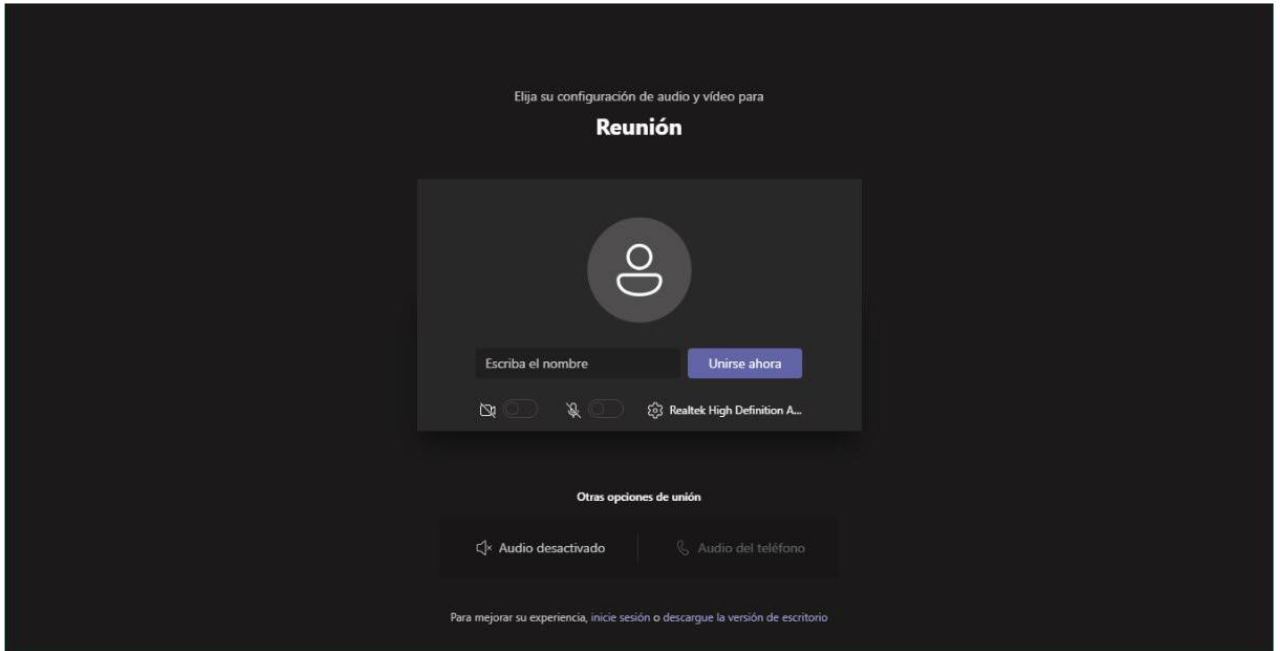 Elija su configuración de audio y vídeo para
Reunión
Escriba el nombre
Unirse ahora
Realtek High Definition A...
Otras opciones de unión
Audio desactivado
Audio del teléfono
Para mejorar su experiencia, inicie sesión o descargue la versión de escritorio